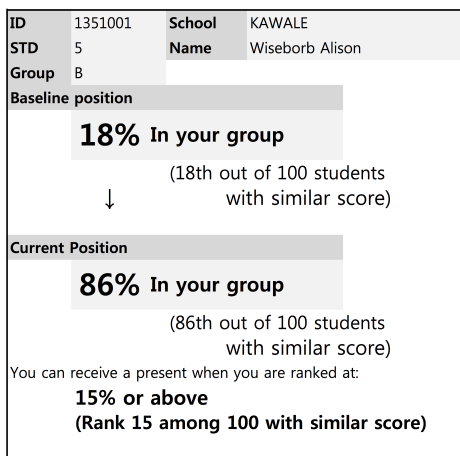 ID 1351001 School KAWALE
STD 5 Name Wiseborb Alison
Group B
Baseline position
18% In your group
(18th out of 100 students
with similar score)
↓
Current Position
86% In your group
(86th out of 100 students
with similar score)
You can receive a present when you are ranked at:
15% or above
(Rank 15 among 100 with similar score)